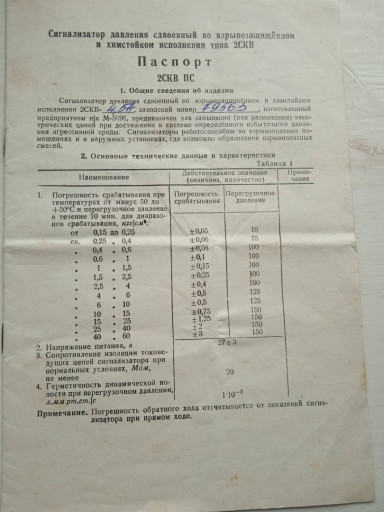 Сигнализатор давления сдвоенный во взрывозащищённом
и химстойком исполнении типа 2СКВ
Паспорт
2СКВ ПС
1. Общие сведения об изделии
Сигнализатор давления сдвоенный во взрывозащищённом и химстойком
исполнении 2СКВ- заводской номер 79563, изготовленный
предприятием п/я М-5096, предназначен для замыкания (или размыкания) элек-
трических цепей при достижении в системе определённого избыточного давле-
ния агрессивной среды. Сигнализаторы работоспособны во взрывоопасных по-
мещениях и в наружных установках, где возможно образование взрывоопасных
смесей.
2. Основные технические данные и характеристики
Таблица 1
Наименование Действительное значение (величина, количество) Приме-
чания
1. Погрешность срабатывания при Погрешность Перегрузочное
температурах от минус 50 до срабатывания давление
+50°С и перегрузочное давление
в течение 10 мин. для диапазо-
нов срабатывания, кгс/см²:
от 0,15 до 0,25 ±0,05 10
св. 0,25 „ 0,4 ±0,06 75
„ 0,4 „ 0,6 ±0,08 100
„ 0,6 „ 1 ±0,1 100
„ 1 „ 1,5 ±0,15 100
„ 1,5 „ 2,5 ±0,25 100
„ 2,5 „ 4 ±0,4 100
„ 4 „ 6 ±0,5 125
„ 6 „ 10 ±0,5 125
„ 10 „ 15 ±0,75 150
„ 15 „ 25 ±1,25 150
„ 25 „ 40 ±2 150
„ 40 „ 60 ±3 150
2. Напряжение питания, в 27±3
3. Сопротивление изоляции токове-
дущих цепей сигнализатора при
нормальных условиях, Мом,
не менее 20
4. Герметичность динамической по-
лости при перегрузочном давлении,
л.мм рт.ст./с
Примечание. Погрешность обратного хода отсчитывается от показаний сигна-
лизатора при прямом ходе.